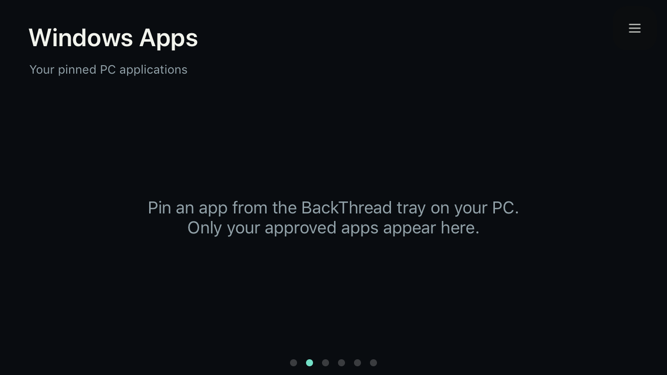 Windows Apps
Your pinned PC applications
Pin an app from the BackThread tray on your PC.
Only your approved apps appear here.